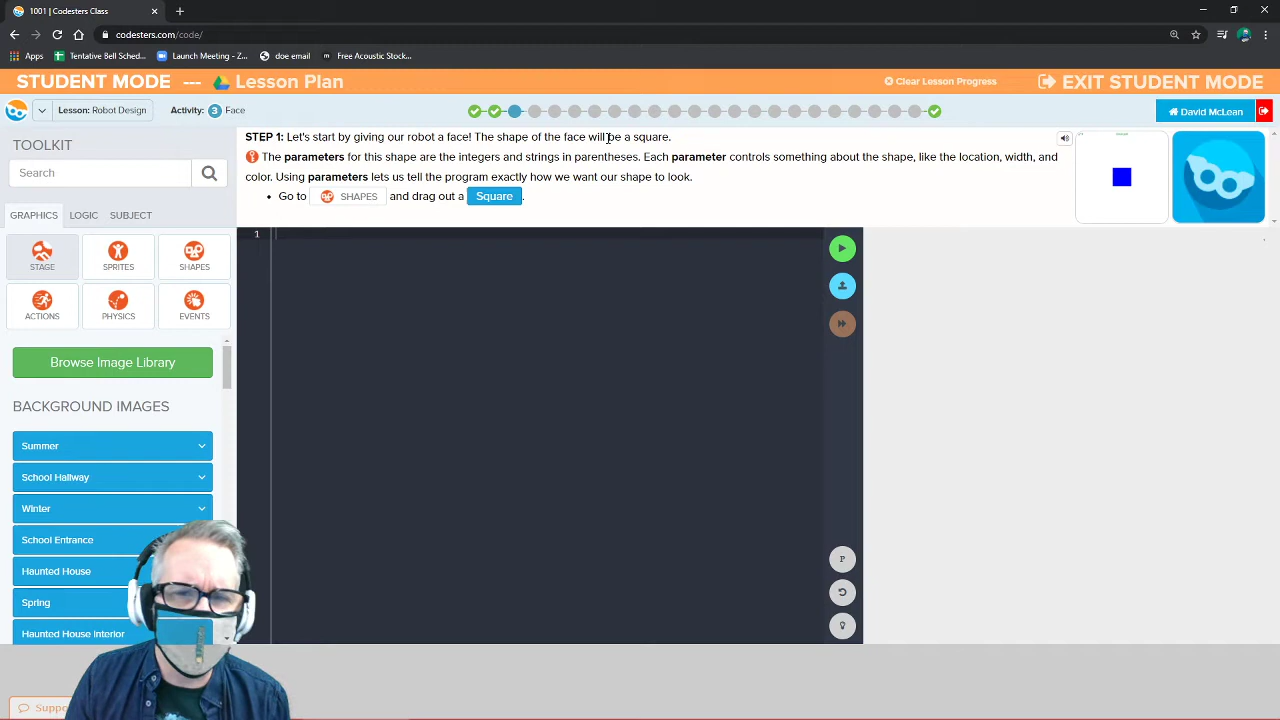 1001 | Codesters Class
codesters.com/code/
Apps Tentative Bell Sched... Launch Meeting - Z... doe email Free Acoustic Stock...
STUDENT MODE --- Lesson Plan Clear Lesson Progress EXIT STUDENT MODE
Lesson: Robot Design Activity: 3 Face David McLean
TOOLKIT
Search
GRAPHICS LOGIC SUBJECT
STAGE SPRITES SHAPES
ACTIONS PHYSICS EVENTS
Browse Image Library
BACKGROUND IMAGES
Summer
School Hallway
Winter
School Entrance
Haunted House
Spring
Haunted House Interior
Suppo
STEP 1: Let's start by giving our robot a face! The shape of the face will be a square.
The parameters for this shape are the integers and strings in parentheses. Each parameter controls something about the shape, like the location, width, and
color. Using parameters lets us tell the program exactly how we want our shape to look.
• Go to SHAPES and drag out a Square.
1
P